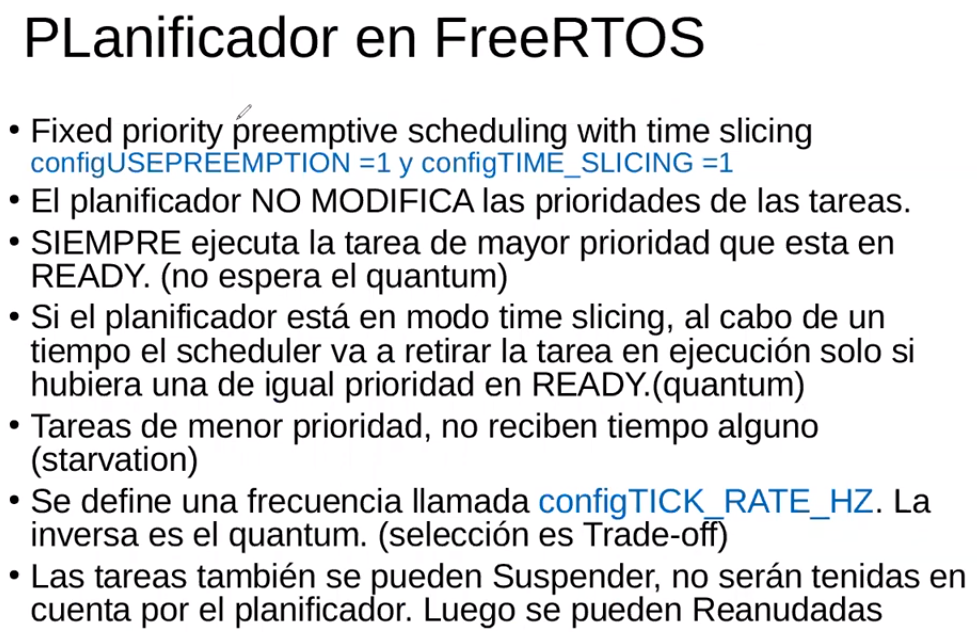 PLanificador en FreeRTOS
• Fixed priority preemptive scheduling with time slicing
configUSEPREEMPTION =1 y configTIME_SLICING =1
• El planificador NO MODIFICA las prioridades de las tareas.
• SIEMPRE ejecuta la tarea de mayor prioridad que esta en
READY. (no espera el quantum)
• Si el planificador está en modo time slicing, al cabo de un
tiempo el scheduler va a retirar la tarea en ejecución solo si
hubiera una de igual prioridad en READY.(quantum)
• Tareas de menor prioridad, no reciben tiempo alguno
(starvation)
• Se define una frecuencia llamada configTICK_RATE_HZ. La
inversa es el quantum. (selección es Trade-off)
• Las tareas también se pueden Suspender, no serán tenidas en
cuenta por el planificador. Luego se pueden Reanudadas